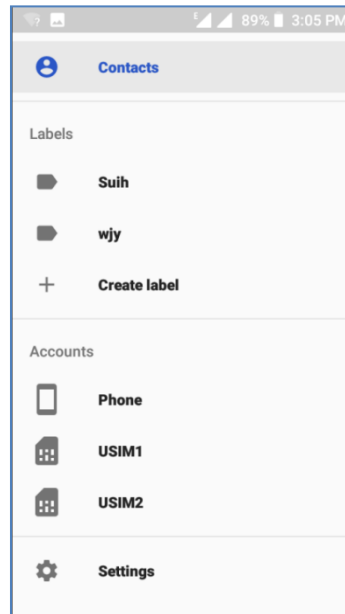 E 89% 3:05 PM
Contacts
Labels
Suih
wjy
Create label
Accounts
Phone
USIM1
USIM2
Settings